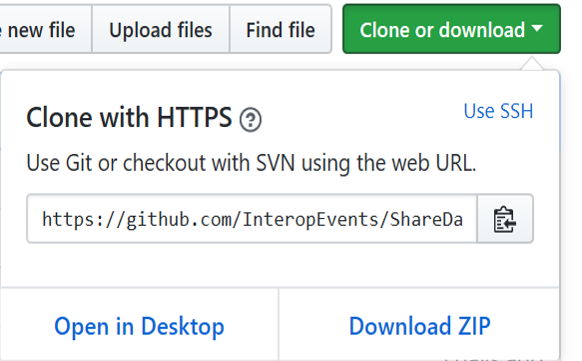 new file Upload files Find file Clone or download
Clone with HTTPS ?
Use SSH
Use Git or checkout with SVN using the web URL.
https://github.com/InteropEvents/ShareDa
Open in Desktop Download ZIP